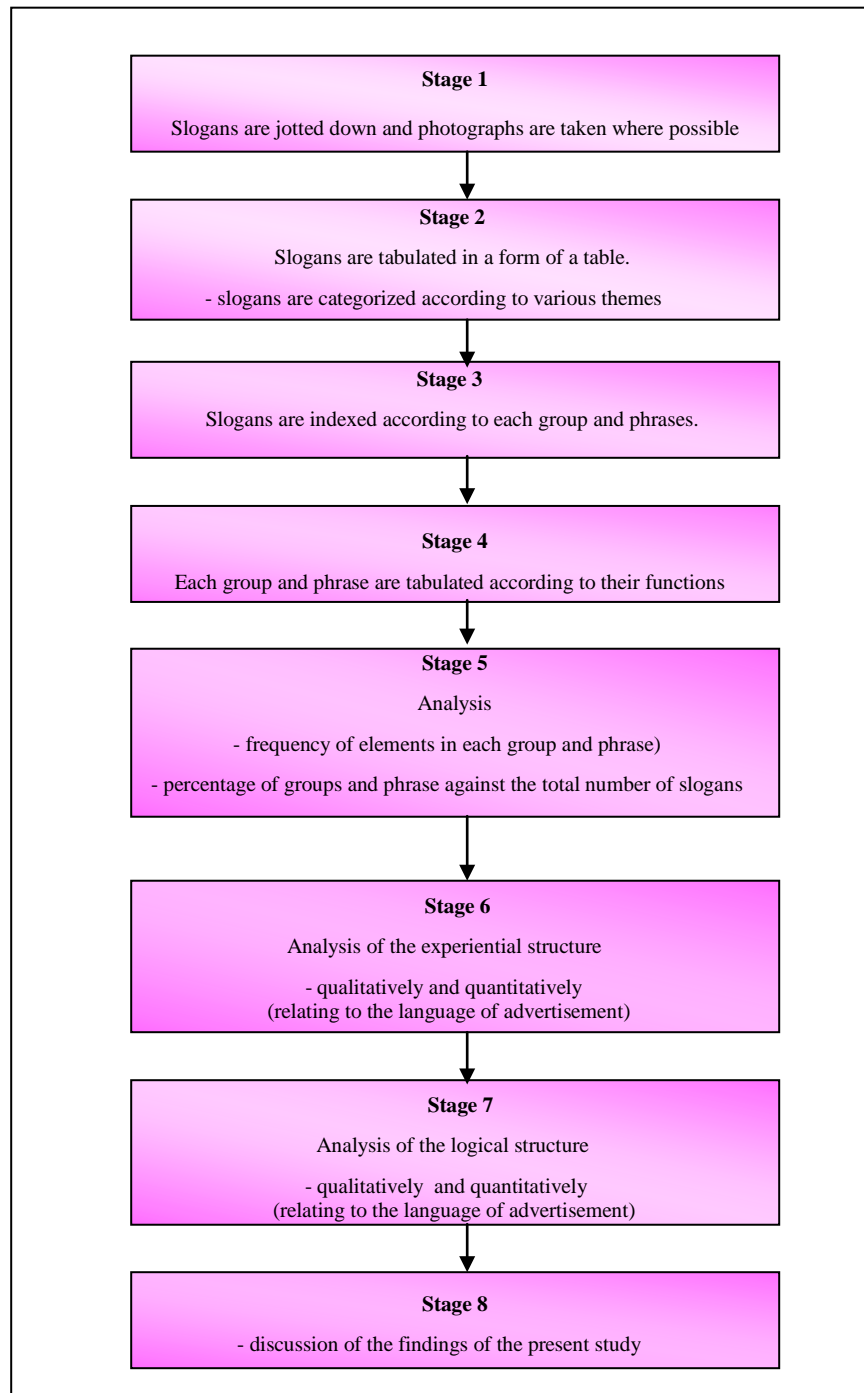 Stage 1
Slogans are jotted down and photographs are taken where possible
Stage 2
Slogans are tabulated in a form of a table.
- slogans are categorized according to various themes
Stage 3
Slogans are indexed according to each group and phrases.
Stage 4
Each group and phrase are tabulated according to their functions
Stage 5
Analysis
- frequency of elements in each group and phrase)
- percentage of groups and phrase against the total number of slogans
Stage 6
Analysis of the experiential structure
- qualitatively and quantitatively
(relating to the language of advertisement)
Stage 7
Analysis of the logical structure
- qualitatively and quantitatively
(relating to the language of advertisement)
Stage 8
- discussion of the findings of the present study